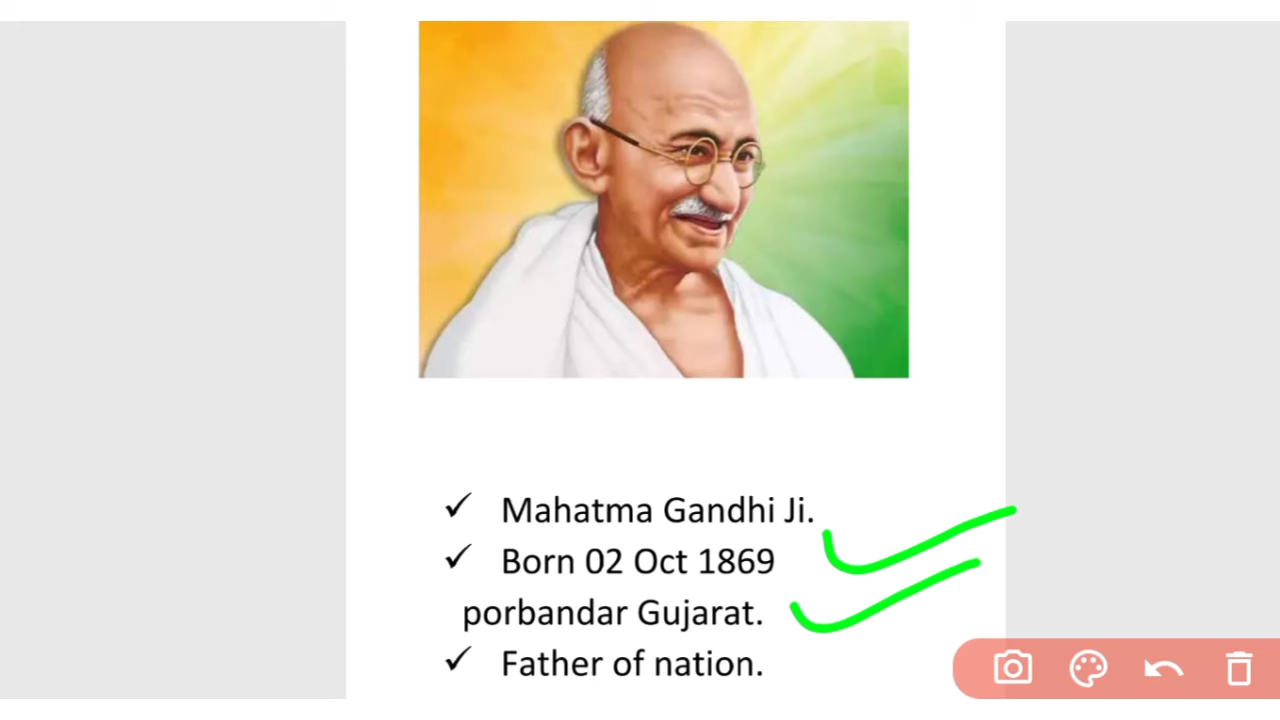 Mahatma Gandhi Ji.
Born 02 Oct 1869
porbandar Gujarat.
Father of nation.